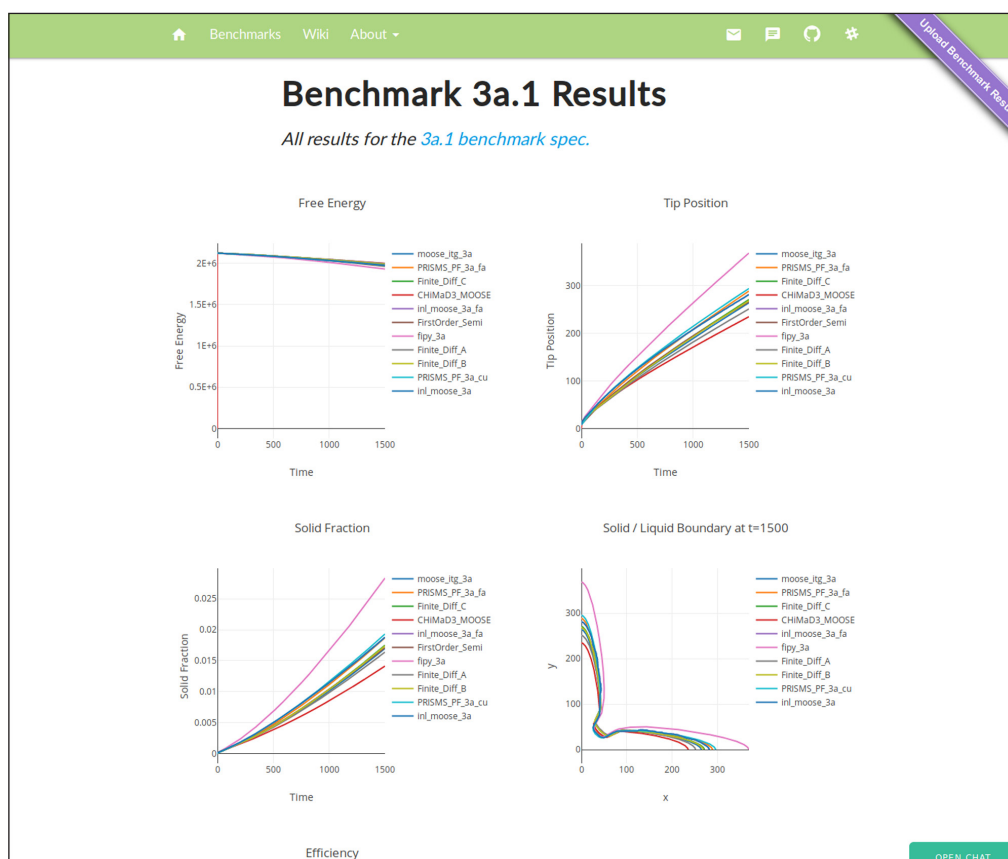 Benchmarks Wiki About
Upload Benchmark
Benchmark 3a.1 Results
All results for the 3a.1 benchmark spec.
Free Energy
2E+6
1.5E+6
1E+6
0.5E+6
0
Free Energy
0 500 1000 1500
Time
moose_itg_3a
PRISMS_PF_3a_fa
Finite_Diff_C
CHiMaD3_MOOSE
inl_moose_3a_fa
FirstOrder_Semi
fipy_3a
Finite_Diff_A
Finite_Diff_B
PRISMS_PF_3a_cu
inl_moose_3a
Tip Position
300
200
100
0
Tip Position
0 500 1000 1500
Time
moose_itg_3a
PRISMS_PF_3a_fa
Finite_Diff_C
CHiMaD3_MOOSE
inl_moose_3a_fa
FirstOrder_Semi
fipy_3a
Finite_Diff_A
Finite_Diff_B
PRISMS_PF_3a_cu
inl_moose_3a
Solid Fraction
0.025
0.02
0.015
0.01
0.005
0
Solid Fraction
0 500 1000 1500
Time
moose_itg_3a
PRISMS_PF_3a_fa
Finite_Diff_C
CHiMaD3_MOOSE
inl_moose_3a_fa
FirstOrder_Semi
fipy_3a
Finite_Diff_A
Finite_Diff_B
PRISMS_PF_3a_cu
inl_moose_3a
Solid / Liquid Boundary at t=1500
300
200
100
0
y
0 100 200 300
x
moose_itg_3a
PRISMS_PF_3a_fa
Finite_Diff_C
CHiMaD3_MOOSE
inl_moose_3a_fa
fipy_3a
Finite_Diff_A
Finite_Diff_B
PRISMS_PF_3a_cu
inl_moose_3a
Efficiency
OPEN CHAT